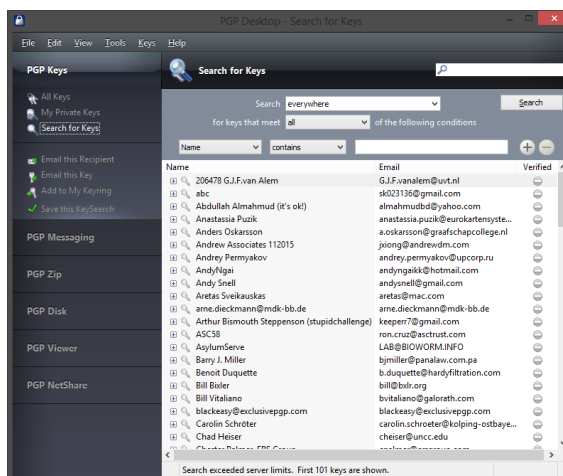 PGP Desktop - Search for Keys
File Edit View Tools Keys Help
PGP Keys
All Keys
My Private Keys
Search for Keys
Email this Recipient
Email this Key
Add to My Keyring
Save this KeySearch
PGP Messaging
PGP Zip
PGP Disk
PGP Viewer
PGP NetShare
Search for Keys
Search everywhere Search
for keys that meet all of the following conditions
Name contains
Name Email Verified
206478 G.J.F.van Alem G.J.F.vanalem@uvt.nl
abc sk023136@gmail.com
Abdullah Almahmud (it's ok!) almahmudbd@yahoo.com
Anastassia Puzik anastassia.puzik@eurokartensyste...
Anders Oskarsson a.oskarsson@graafschapcollege.nl
Andrew Associates 112015 jxiong@andrewdm.com
Andrey Permyakov andrey.permyakov@upcorp.ru
AndyNgai andyngaikk@hotmail.com
Andy Snell andysnell@gmail.com
Aretas Sveikauskas aretas@mac.com
arne.dieckmann@mdk-bb.de arne.dieckmann@mdk-bb.de
Arthur Bismouth Steppenson (stupidchallenge) keeperr7@gmail.com
ASC58 ron.cruz@asctrust.com
AsylumServe LAB@BIOWORM.INFO
Barry J. Miller bjmiller@panalaw.com.pa
Benoit Duquette b.duquette@hardyfiltration.com
Bill Bixler bill@bxlr.org
Bill Vitaliano bvitaliano@galorath.com
blackeasy@exclusivepgp.com blackeasy@exclusivepgp.com
Carolin Schröter carolin.schroeter@kolping-ostbaye...
Chad Heiser cheiser@uncc.edu
Search exceeded server limits. First 101 keys are shown.